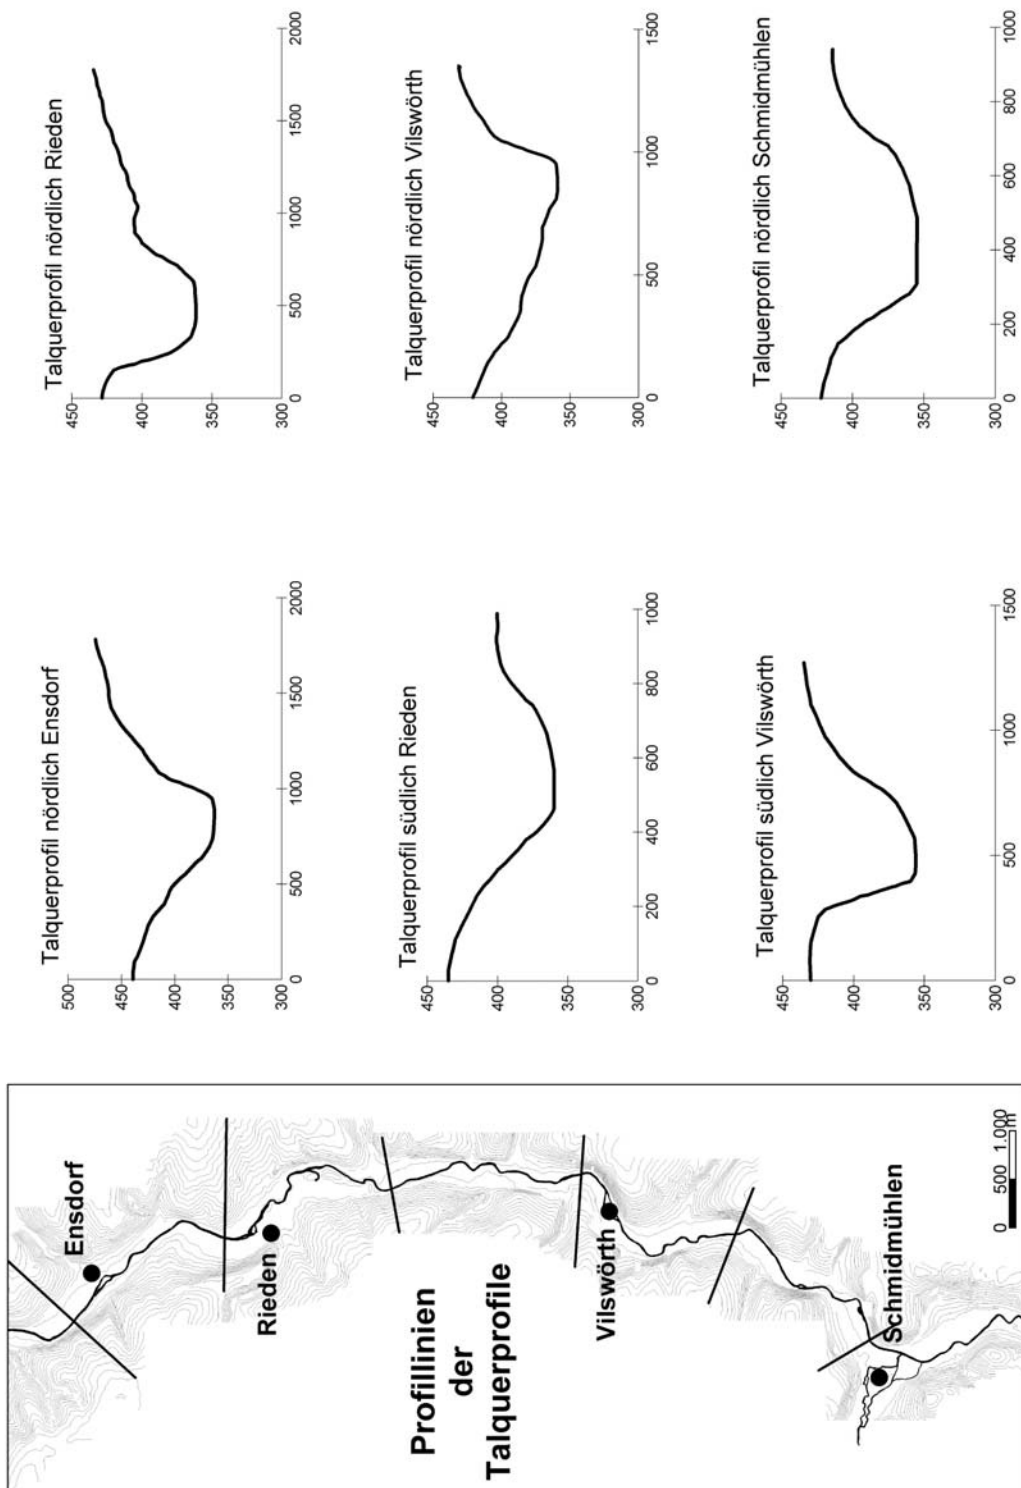 Ensdorf
Rieden
Profillinien
der
Talquerprofile
Vilswörth
Schmidmühlen
0 500 1.000
m
Talquerprofil nördlich Ensdorf
500
450
400
350
300
0 500 1000 1500 2000
Talquerprofil nördlich Rieden
450
400
350
300
0 500 1000 1500 2000
Talquerprofil südlich Rieden
450
400
350
300
0 200 400 600 800 1000
Talquerprofil nördlich Vilswörth
450
400
350
300
0 500 1000 1500
Talquerprofil südlich Vilswörth
450
400
350
300
0 500 1000 1500
Talquerprofil nördlich Schmidmühlen
450
400
350
300
0 200 400 600 800 1000